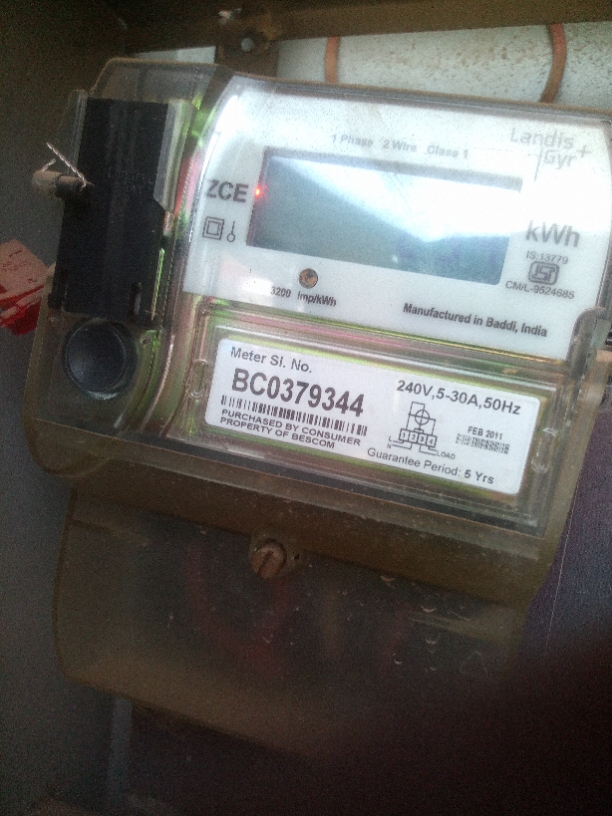 1 Phase 2 Wire Class 1
Landis+
Gyr
ZCE
kWh
IS:13779
CM/L-9524685
3200 imp/kWh
Manufactured in Baddi, India
Meter Sl. No.
BC0379344
PURCHASED BY CONSUMER
PROPERTY OF BESCOM
240V,5-30A,50Hz
FEB 2011
N
LOAD
Guarantee Period: 5 Yrs